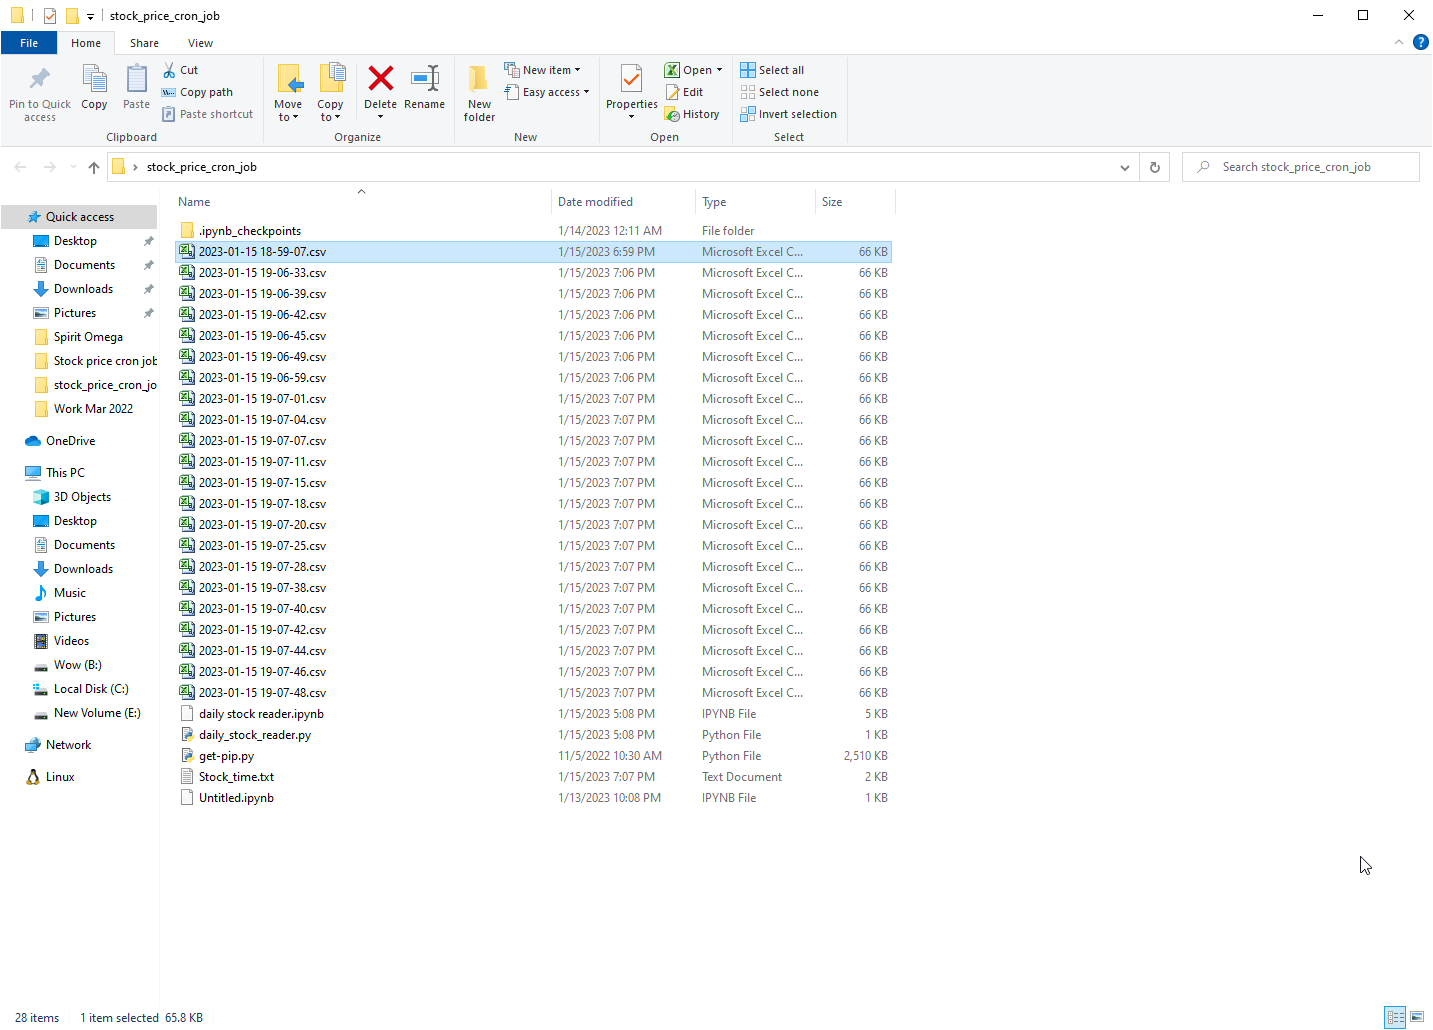 stock_price_cron_job
File Home Share View
Pin to Quick access
Copy
Paste
Cut
Copy path
Paste shortcut
Clipboard
Move to
Copy to
Delete
Rename
Organize
New folder
New item
Easy access
New
Properties
Open
Edit
History
Open
Select all
Select none
Invert selection
Select
stock_price_cron_job
Search stock_price_cron_job
Quick access
Desktop
Documents
Downloads
Pictures
Spirit Omega
Stock price cron job
stock_price_cron_jo
Work Mar 2022
OneDrive
This PC
3D Objects
Desktop
Documents
Downloads
Music
Pictures
Videos
Wow (B:)
Local Disk (C:)
New Volume (E:)
Network
Linux
Name Date modified Type Size
.ipynb_checkpoints 1/14/2023 12:11 AM File folder
2023-01-15 18-59-07.csv 1/15/2023 6:59 PM Microsoft Excel C... 66 KB
2023-01-15 19-06-33.csv 1/15/2023 7:06 PM Microsoft Excel C... 66 KB
2023-01-15 19-06-39.csv 1/15/2023 7:06 PM Microsoft Excel C... 66 KB
2023-01-15 19-06-42.csv 1/15/2023 7:06 PM Microsoft Excel C... 66 KB
2023-01-15 19-06-45.csv 1/15/2023 7:06 PM Microsoft Excel C... 66 KB
2023-01-15 19-06-49.csv 1/15/2023 7:06 PM Microsoft Excel C... 66 KB
2023-01-15 19-06-59.csv 1/15/2023 7:06 PM Microsoft Excel C... 66 KB
2023-01-15 19-07-01.csv 1/15/2023 7:07 PM Microsoft Excel C... 66 KB
2023-01-15 19-07-04.csv 1/15/2023 7:07 PM Microsoft Excel C... 66 KB
2023-01-15 19-07-07.csv 1/15/2023 7:07 PM Microsoft Excel C... 66 KB
2023-01-15 19-07-11.csv 1/15/2023 7:07 PM Microsoft Excel C... 66 KB
2023-01-15 19-07-15.csv 1/15/2023 7:07 PM Microsoft Excel C... 66 KB
2023-01-15 19-07-18.csv 1/15/2023 7:07 PM Microsoft Excel C... 66 KB
2023-01-15 19-07-20.csv 1/15/2023 7:07 PM Microsoft Excel C... 66 KB
2023-01-15 19-07-25.csv 1/15/2023 7:07 PM Microsoft Excel C... 66 KB
2023-01-15 19-07-28.csv 1/15/2023 7:07 PM Microsoft Excel C... 66 KB
2023-01-15 19-07-38.csv 1/15/2023 7:07 PM Microsoft Excel C... 66 KB
2023-01-15 19-07-40.csv 1/15/2023 7:07 PM Microsoft Excel C... 66 KB
2023-01-15 19-07-42.csv 1/15/2023 7:07 PM Microsoft Excel C... 66 KB
2023-01-15 19-07-44.csv 1/15/2023 7:07 PM Microsoft Excel C... 66 KB
2023-01-15 19-07-46.csv 1/15/2023 7:07 PM Microsoft Excel C... 66 KB
2023-01-15 19-07-48.csv 1/15/2023 7:07 PM Microsoft Excel C... 66 KB
daily stock reader.ipynb 1/15/2023 5:08 PM IPYNB File 5 KB
daily_stock_reader.py 1/15/2023 5:08 PM Python File 1 KB
get-pip.py 11/5/2022 10:30 AM Python File 2,510 KB
Stock_time.txt 1/15/2023 7:07 PM Text Document 2 KB
Untitled.ipynb 1/13/2023 10:08 PM IPYNB File 1 KB
28 items 1 item selected 65.8 KB